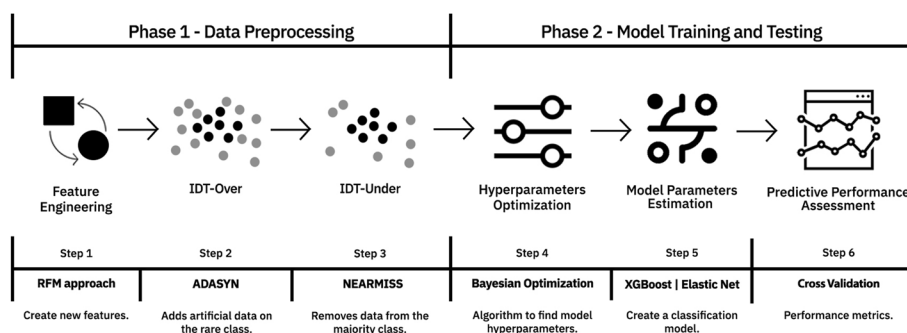 Phase 1 - Data Preprocessing
Phase 2 - Model Training and Testing
Feature
Engineering
IDT-Over
IDT-Under
Hyperparameters
Optimization
Model Parameters
Estimation
Predictive Performance
Assessment
Step 1
Step 2
Step 3
Step 4
Step 5
Step 6
RFM approach
ADASYN
NEARMISS
Bayesian Optimization
XGBoost | Elastic Net
Cross Validation
Create new features.
Adds artificial data on
the rare class.
Removes data from the
majority class.
Algorithm to find model
hyperparameters.
Create a classification
model.
Performance metrics.